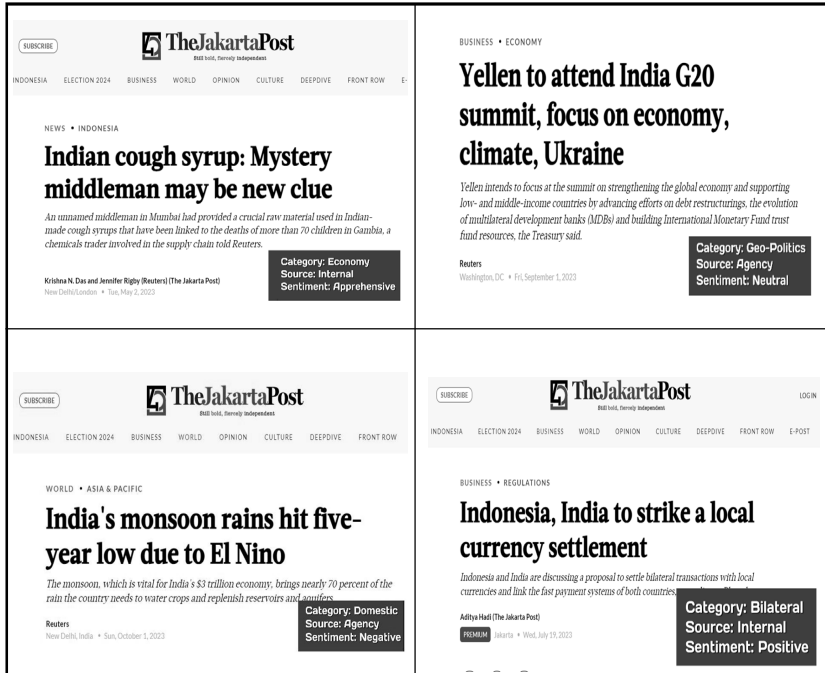 SUBSCRIBE
TheJakartaPost
Still bold, fiercely independent
INDONESIA ELECTION 2024 BUSINESS WORLD OPINION CULTURE DEEPDIVE FRONT ROW E-
NEWS • INDONESIA
Indian cough syrup: Mystery
middleman may be new clue
An unnamed middleman in Mumbai had provided a crucial raw material used in Indian-
made cough syrups that have been linked to the deaths of more than 70 children in Gambia, a
chemicals trader involved in the supply chain told Reuters.
Krishna N. Das and Jennifer Rigby (Reuters) (The Jakarta Post)
New Delhi/London • Tue, May 2, 2023
Category: Economy
Source: Internal
Sentiment: Apprehensive
BUSINESS • ECONOMY
Yellen to attend India G20
summit, focus on economy,
climate, Ukraine
Yellen intends to focus at the summit on strengthening the global economy and supporting
low- and middle-income countries by advancing efforts on debt restructurings, the evolution
of multilateral development banks (MDBs) and building International Monetary Fund trust
fund resources, the Treasury said.
Reuters
Washington, DC • Fri, September 1, 2023
Category: Geo-Politics
Source: Agency
Sentiment: Neutral
SUBSCRIBE
TheJakartaPost
Still bold, fiercely independent
INDONESIA ELECTION 2024 BUSINESS WORLD OPINION CULTURE DEEPDIVE FRONT ROW
WORLD • ASIA & PACIFIC
India's monsoon rains hit five-
year low due to El Nino
The monsoon, which is vital for India's $3 trillion economy, brings nearly 70 percent of the
rain the country needs to water crops and replenish reservoirs and aquifers.
Reuters
New Delhi, India • Sun, October 1, 2023
Category: Domestic
Source: Agency
Sentiment: Negative
SUBSCRIBE
TheJakartaPost
Still bold, fiercely independent
LOG IN
INDONESIA ELECTION 2024 BUSINESS WORLD OPINION CULTURE DEEPDIVE FRONT ROW E-POST
BUSINESS • REGULATIONS
Indonesia, India to strike a local
currency settlement
Indonesia and India are discussing a proposal to settle bilateral transactions with local
currencies and link the fast payment systems of both countries,
Aditya Hadi (The Jakarta Post)
PREMIUM Jakarta • Wed, July 19, 2023
Category: Bilateral
Source: Internal
Sentiment: Positive